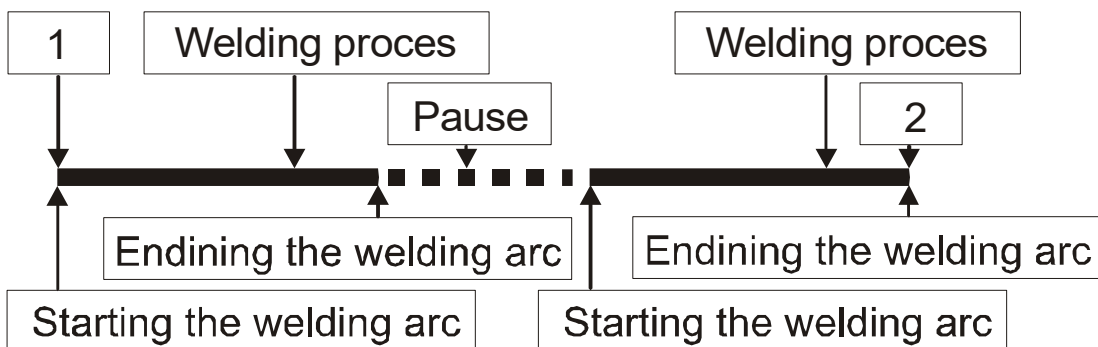 1
Welding proces
Welding proces
Pause
2
Endining the welding arc
Endining the welding arc
Starting the welding arc
Starting the welding arc